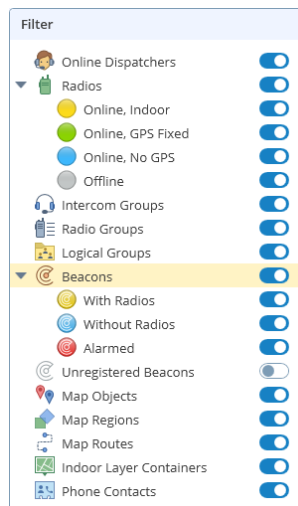 Filter
Online Dispatchers
Radios
Online, Indoor
Online, GPS Fixed
Online, No GPS
Offline
Intercom Groups
Radio Groups
Logical Groups
Beacons
With Radios
Without Radios
Alarmed
Unregistered Beacons
Map Objects
Map Regions
Map Routes
Indoor Layer Containers
Phone Contacts